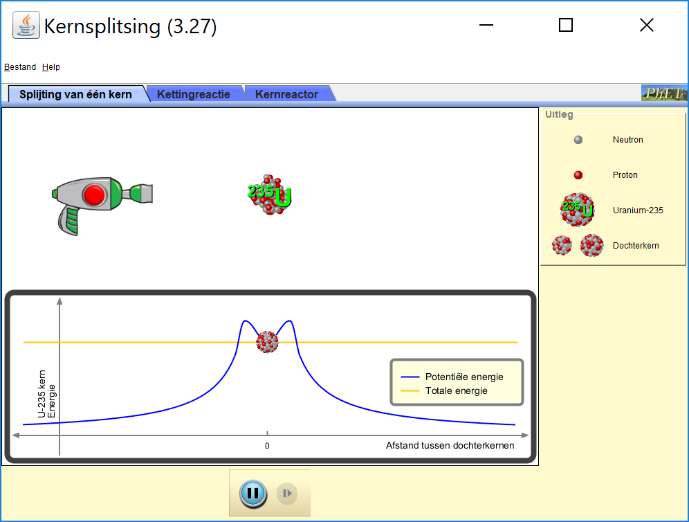 Kernsplitsing (3.27)
Bestand Help
Splijting van één kern Kettingreactie Kernreactor
PhET
Uitleg
Neutron
Proton
235U
Uranium-235
Dochterkern
235U
U-235 kern
Energie
Potentiële energie
Totale energie
0
Afstand tussen dochterkernen